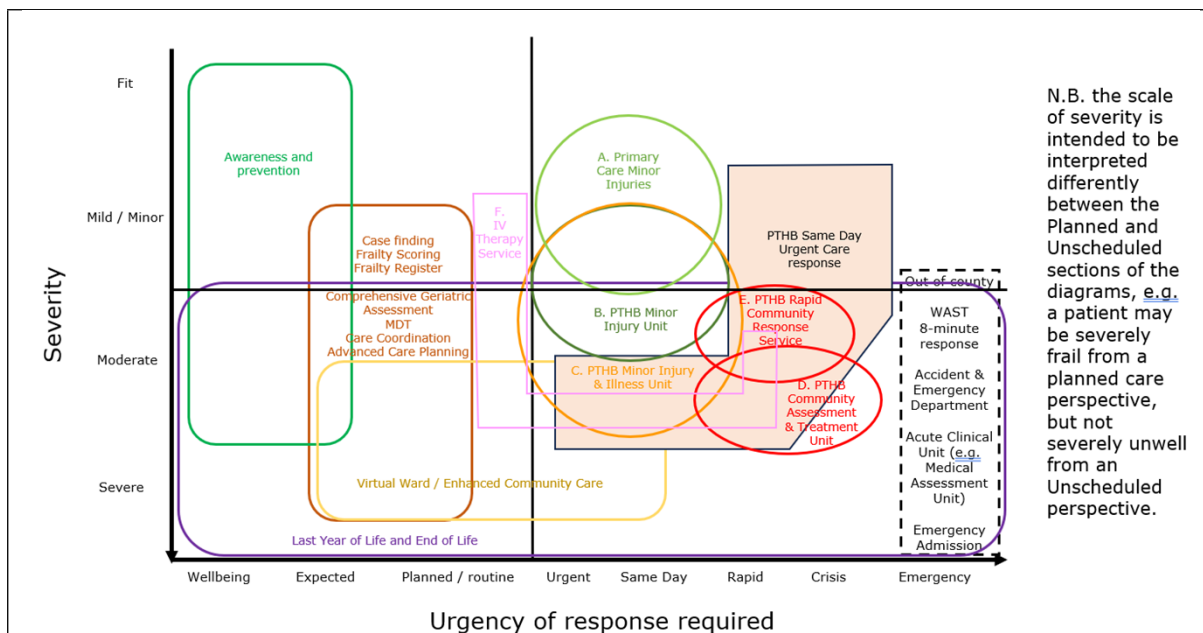 Severity
Fit
Mild / Minor
Moderate
Severe
Awareness and
prevention
Case finding
Frailty Scoring
Frailty Register
Comprehensive Geriatric
Assessment
MDT
Care Coordination
Advanced Care Planning
F.
IV
Therapy
Service
A. Primary
Care Minor
Injuries
B. PTHB Minor
Injury Unit
C. PTHB Minor Injury
& Illness Unit
PTHB Same Day
Urgent Care
response
E. PTHB Rapid
Community
Response
Service
D. PTHB
Community
Assessment
& Treatment
Unit
Virtual Ward / Enhanced Community Care
Last Year of Life and End of Life
Out of county
WAST
8-minute
response
Accident &
Emergency
Department
Acute Clinical
Unit (e.g.
Medical
Assessment
Unit)
Emergency
Admission
Wellbeing
Expected
Planned / routine
Urgent
Same Day
Rapid
Crisis
Emergency
Urgency of response required
N.B. the scale
of severity is
intended to be
interpreted
differently
between the
Planned and
Unscheduled
sections of the
diagrams, e.g.
a patient may
be severely
frail from a
planned care
perspective,
but not
severely unwell
from an
Unscheduled
perspective.